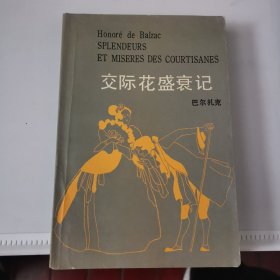 Honoré de Balzac
SPLENDEURS
ET MISERES DES COURTISANES
交际花盛衰记
巴尔扎克